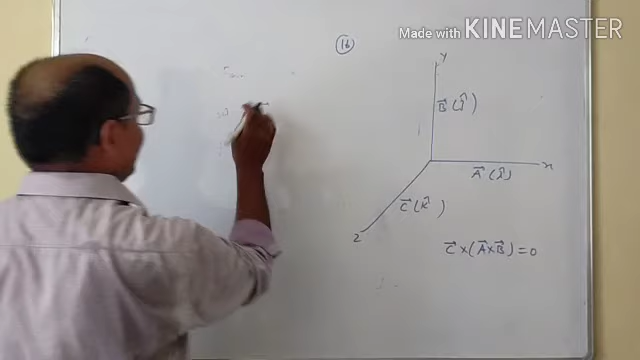 Made with KINEMASTER
16
y
B⃗ (ĵ)
x
A⃗ (î)
C⃗ (k̂)
z
C⃗ × (A⃗ × B⃗) = 0